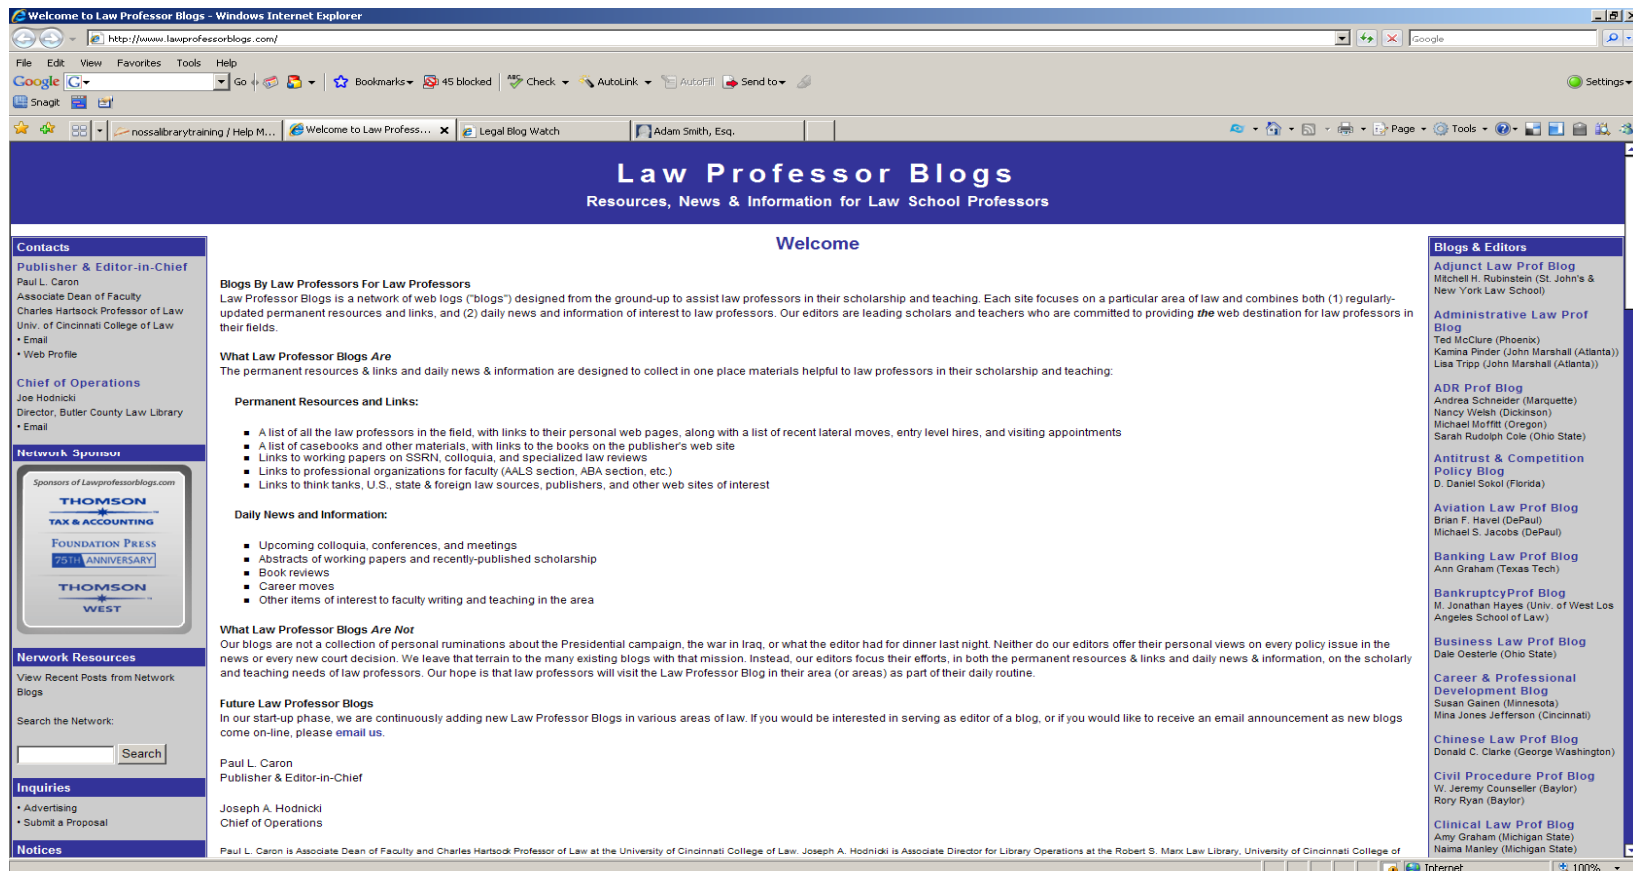 Welcome to Law Professor Blogs - Windows Internet Explorer
http://www.lawprofessorblogs.com/
Google
File Edit View Favorites Tools Help
Google G Go Bookmarks 45 blocked ABC Check AutoLink AutoFill Send to Settings
Snagit
nossalibrarytraining / Help M... Welcome to Law Profess... Legal Blog Watch Adam Smith, Esq. Page Tools
Law Professor Blogs
Resources, News & Information for Law School Professors
Contacts
Publisher & Editor-in-Chief
Paul L. Caron
Associate Dean of Faculty
Charles Hartsock Professor of Law
Univ. of Cincinnati College of Law
• Email
• Web Profile
Chief of Operations
Joe Hodnicki
Director, Butler County Law Library
• Email
Network Sponsor
Sponsors of Lawprofessorblogs.com
THOMSON
TAX & ACCOUNTING
FOUNDATION PRESS
75TH ANNIVERSARY
THOMSON
WEST
Nerwork Resources
View Recent Posts from Network
Blogs
Search the Network:
Search
Inquiries
• Advertising
• Submit a Proposal
Notices
Welcome
Blogs By Law Professors For Law Professors
Law Professor Blogs is a network of web logs ("blogs") designed from the ground-up to assist law professors in their scholarship and teaching. Each site focuses on a particular area of law and combines both (1) regularly-
updated permanent resources and links, and (2) daily news and information of interest to law professors. Our editors are leading scholars and teachers who are committed to providing the web destination for law professors in
their fields.
What Law Professor Blogs Are
The permanent resources & links and daily news & information are designed to collect in one place materials helpful to law professors in their scholarship and teaching:
Permanent Resources and Links:
▪ A list of all the law professors in the field, with links to their personal web pages, along with a list of recent lateral moves, entry level hires, and visiting appointments
▪ A list of casebooks and other materials, with links to the books on the publisher's web site
▪ Links to working papers on SSRN, colloquia, and specialized law reviews
▪ Links to professional organizations for faculty (AALS section, ABA section, etc.)
▪ Links to think tanks, U.S., state & foreign law sources, publishers, and other web sites of interest
Daily News and Information:
▪ Upcoming colloquia, conferences, and meetings
▪ Abstracts of working papers and recently-published scholarship
▪ Book reviews
▪ Career moves
▪ Other items of interest to faculty writing and teaching in the area
What Law Professor Blogs Are Not
Our blogs are not a collection of personal ruminations about the Presidential campaign, the war in Iraq, or what the editor had for dinner last night. Neither do our editors offer their personal views on every policy issue in the
news or every new court decision. We leave that terrain to the many existing blogs with that mission. Instead, our editors focus their efforts, in both the permanent resources & links and daily news & information, on the scholarly
and teaching needs of law professors. Our hope is that law professors will visit the Law Professor Blog in their area (or areas) as part of their daily routine.
Future Law Professor Blogs
In our start-up phase, we are continuously adding new Law Professor Blogs in various areas of law. If you would be interested in serving as editor of a blog, or if you would like to receive an email announcement as new blogs
come on-line, please email us.
Paul L. Caron
Publisher & Editor-in-Chief
Joseph A. Hodnicki
Chief of Operations
Paul L. Caron is Associate Dean of Faculty and Charles Hartsock Professor of Law at the University of Cincinnati College of Law. Joseph A. Hodnicki is Associate Director for Library Operations at the Robert S. Marx Law Library, University of Cincinnati College of
Blogs & Editors
Adjunct Law Prof Blog
Mitchell H. Rubinstein (St. John's &
New York Law School)
Administrative Law Prof
Blog
Ted McClure (Phoenix)
Kamina Pinder (John Marshall (Atlanta))
Lisa Tripp (John Marshall (Atlanta))
ADR Prof Blog
Andrea Schneider (Marquette)
Nancy Welsh (Dickinson)
Michael Moffitt (Oregon)
Sarah Rudolph Cole (Ohio State)
Antitrust & Competition
Policy Blog
D. Daniel Sokol (Florida)
Aviation Law Prof Blog
Brian F. Havel (DePaul)
Michael S. Jacobs (DePaul)
Banking Law Prof Blog
Ann Graham (Texas Tech)
BankruptcyProf Blog
M. Jonathan Hayes (Univ. of West Los
Angeles School of Law)
Business Law Prof Blog
Dale Oesterle (Ohio State)
Career & Professional
Development Blog
Susan Gainen (Minnesota)
Mina Jones Jefferson (Cincinnati)
Chinese Law Prof Blog
Donald C. Clarke (George Washington)
Civil Procedure Prof Blog
W. Jeremy Counseller (Baylor)
Rory Ryan (Baylor)
Clinical Law Prof Blog
Amy Graham (Michigan State)
Naima Manley (Michigan State)
Internet 100%